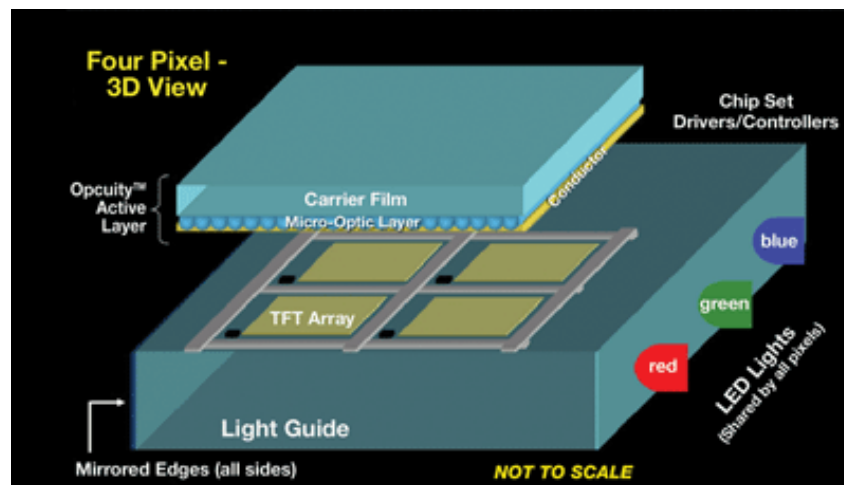 Four Pixel -
3D View
Chip Set
Drivers/Controllers
Opcuity™
Active
Layer
Carrier Film
Micro-Optic Layer
Conductor
TFT Array
blue
green
red
LED Lights
(Shared by all pixels)
Light Guide
Mirrored Edges (all sides)
NOT TO SCALE